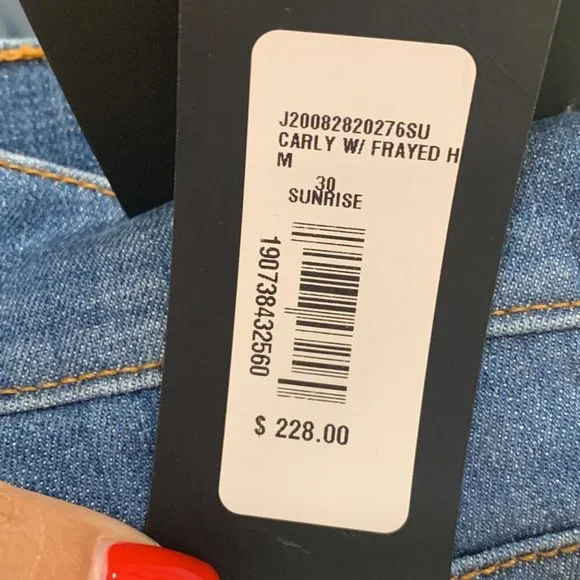 J20082820276SU
CARLY W/ FRAYED H
M
30
SUNRISE
190738432560
$ 228.00